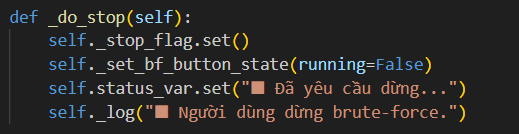 def _do_stop(self):
    self._stop_flag.set()
    self._set_bf_button_state(running=False)
    self.status_var.set("■ Đã yêu cầu dừng...")
    self._log("■ Người dùng dừng brute-force.")